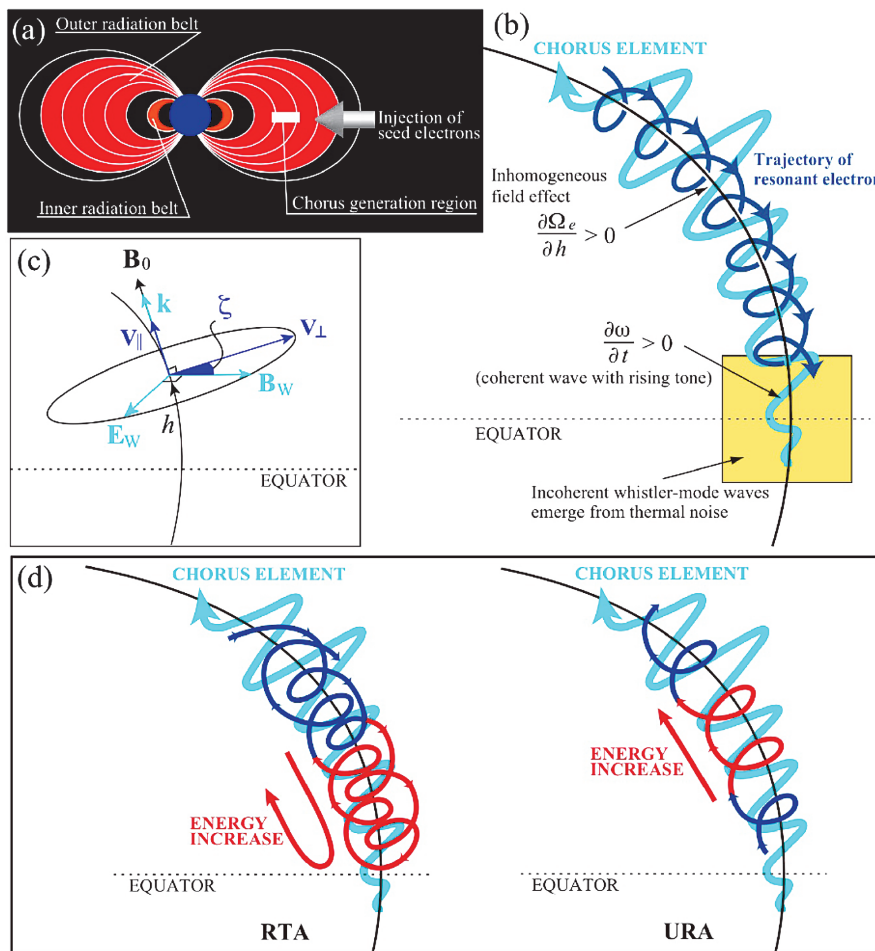 (a)
Outer radiation belt
Injection of
seed electrons
Inner radiation belt
Chorus generation region
(b)
CHORUS ELEMENT
Trajectory of
resonant electron
Inhomogeneous
field effect
∂Ωe/∂h > 0
∂ω/∂t > 0
(coherent wave with rising tone)
EQUATOR
Incoherent whistler-mode waves
emerge from thermal noise
(c)
B0
k
V∥
ζ
V⊥
BW
EW
h
EQUATOR
(d)
CHORUS ELEMENT
ENERGY
INCREASE
EQUATOR
RTA
CHORUS ELEMENT
ENERGY
INCREASE
EQUATOR
URA